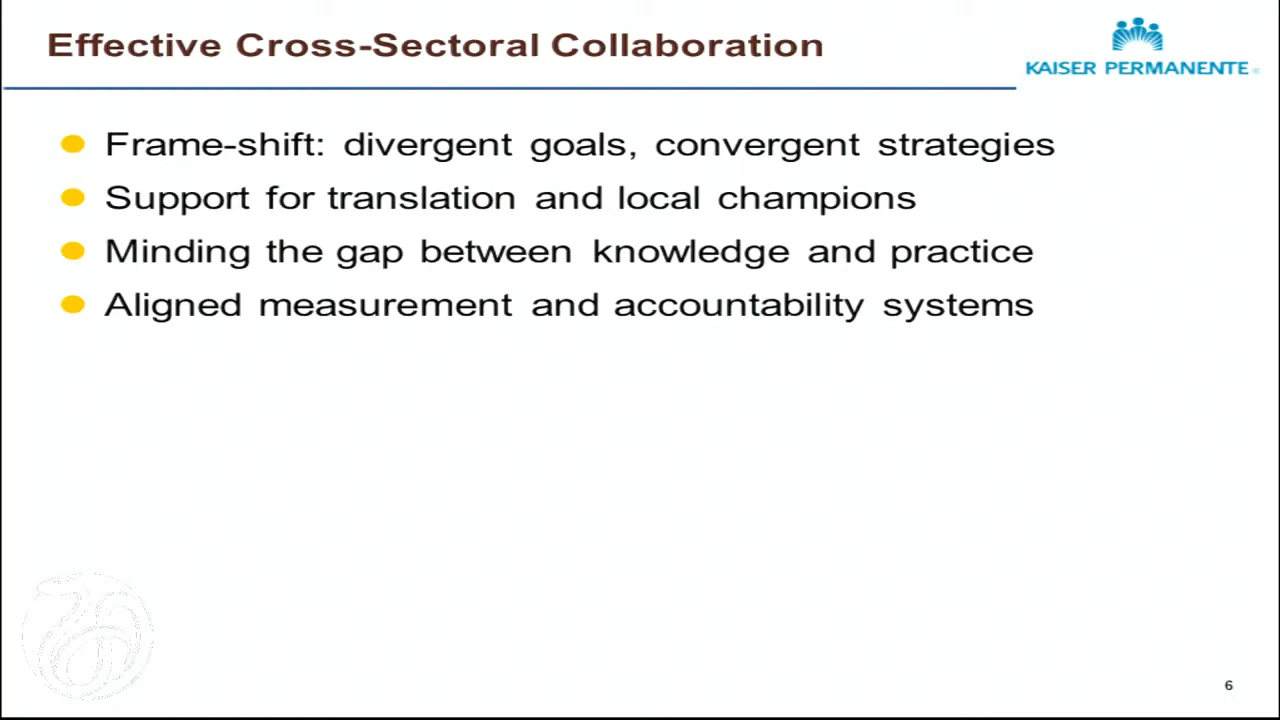 Effective Cross-Sectoral Collaboration
KAISER PERMANENTE®
Frame-shift: divergent goals, convergent strategies
Support for translation and local champions
Minding the gap between knowledge and practice
Aligned measurement and accountability systems
6